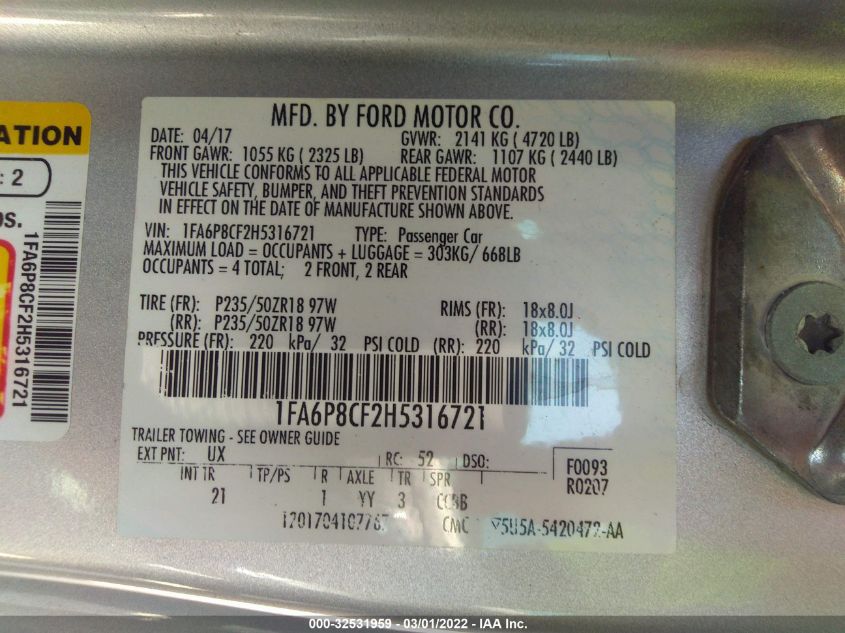 ATION
: 2
os.
1FA6P8CF2H5316721
MFD. BY FORD MOTOR CO.
DATE: 04/17 GVWR: 2141 KG ( 4720 LB)
FRONT GAWR: 1055 KG ( 2325 LB) REAR GAWR: 1107 KG ( 2440 LB)
THIS VEHICLE CONFORMS TO ALL APPLICABLE FEDERAL MOTOR
VEHICLE SAFETY, BUMPER, AND THEFT PREVENTION STANDARDS
IN EFFECT ON THE DATE OF MANUFACTURE SHOWN ABOVE.
VIN: 1FA6P8CF2H5316721 TYPE: Passenger Car
MAXIMUM LOAD = OCCUPANTS + LUGGAGE = 303KG/ 668LB
OCCUPANTS = 4 TOTAL; 2 FRONT, 2 REAR
TIRE (FR): P235/50ZR18 97W RIMS (FR): 18x8.0J
(RR): P235/50ZR18 97W (RR): 18x8.0J
PRESSURE (FR): 220 kPa/ 32 PSI COLD (RR): 220 kPa/ 32 PSI COLD
1FA6P8CF2H5316721
TRAILER TOWING - SEE OWNER GUIDE
EXT PNT: UX RC: 52 DSO: F0093
INT TR TP/PS R AXLE TR SPR R0207
21 1 YY 3 CCBB
CMC
000-32531959 - 03/01/2022 - IAA Inc.